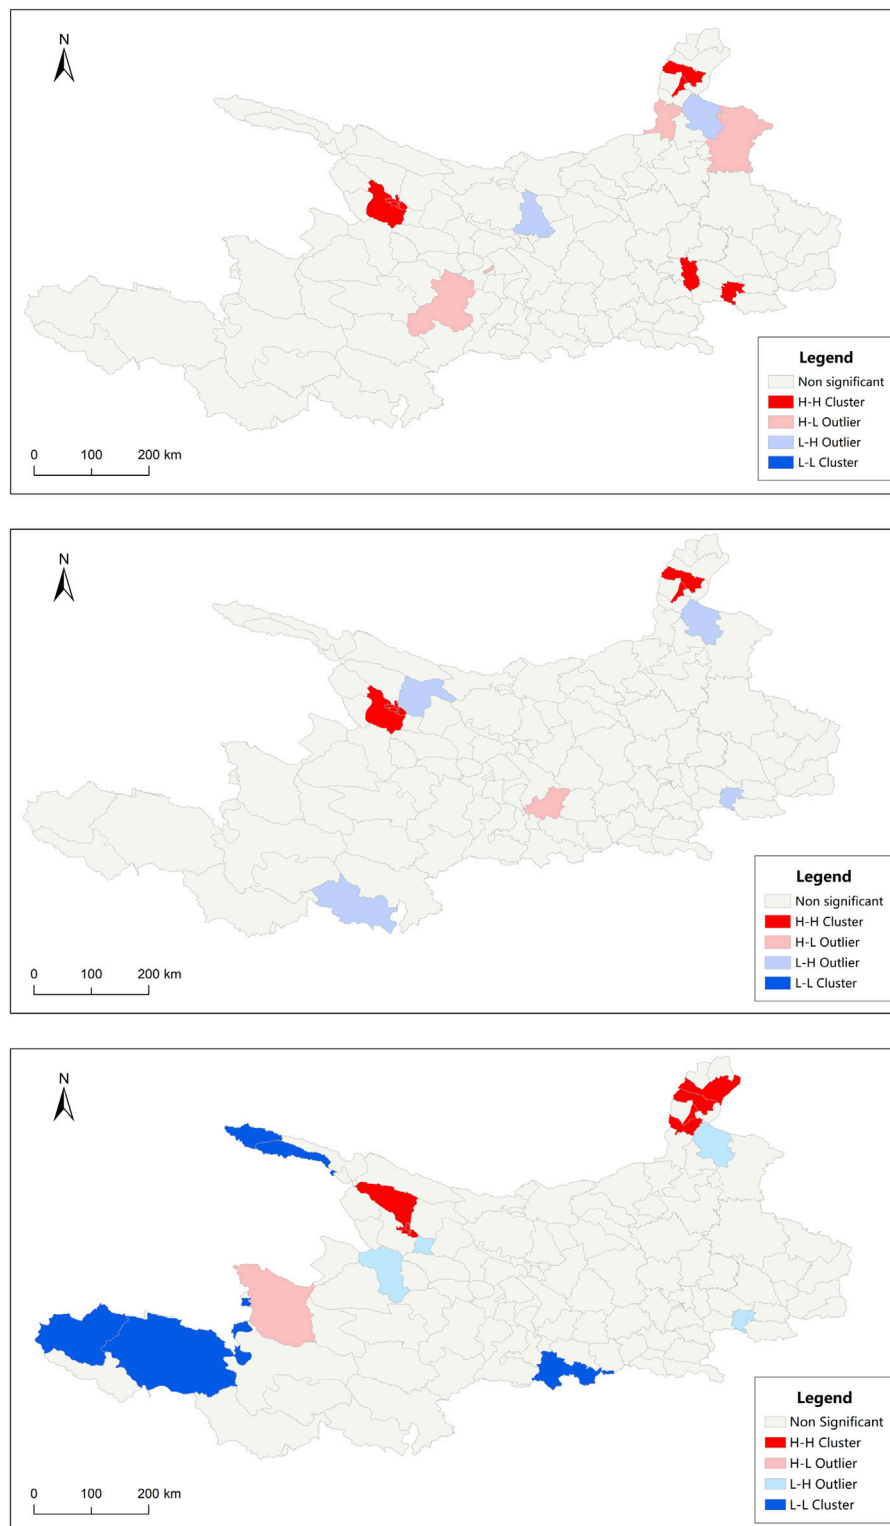 N
Legend
Non significant
H-H Cluster
H-L Outlier
L-H Outlier
L-L Cluster
0 100 200 km
N
Legend
Non significant
H-H Cluster
H-L Outlier
L-H Outlier
L-L Cluster
0 100 200 km
N
Legend
Non Significant
H-H Cluster
H-L Outlier
L-H Outlier
L-L Cluster
0 100 200 km